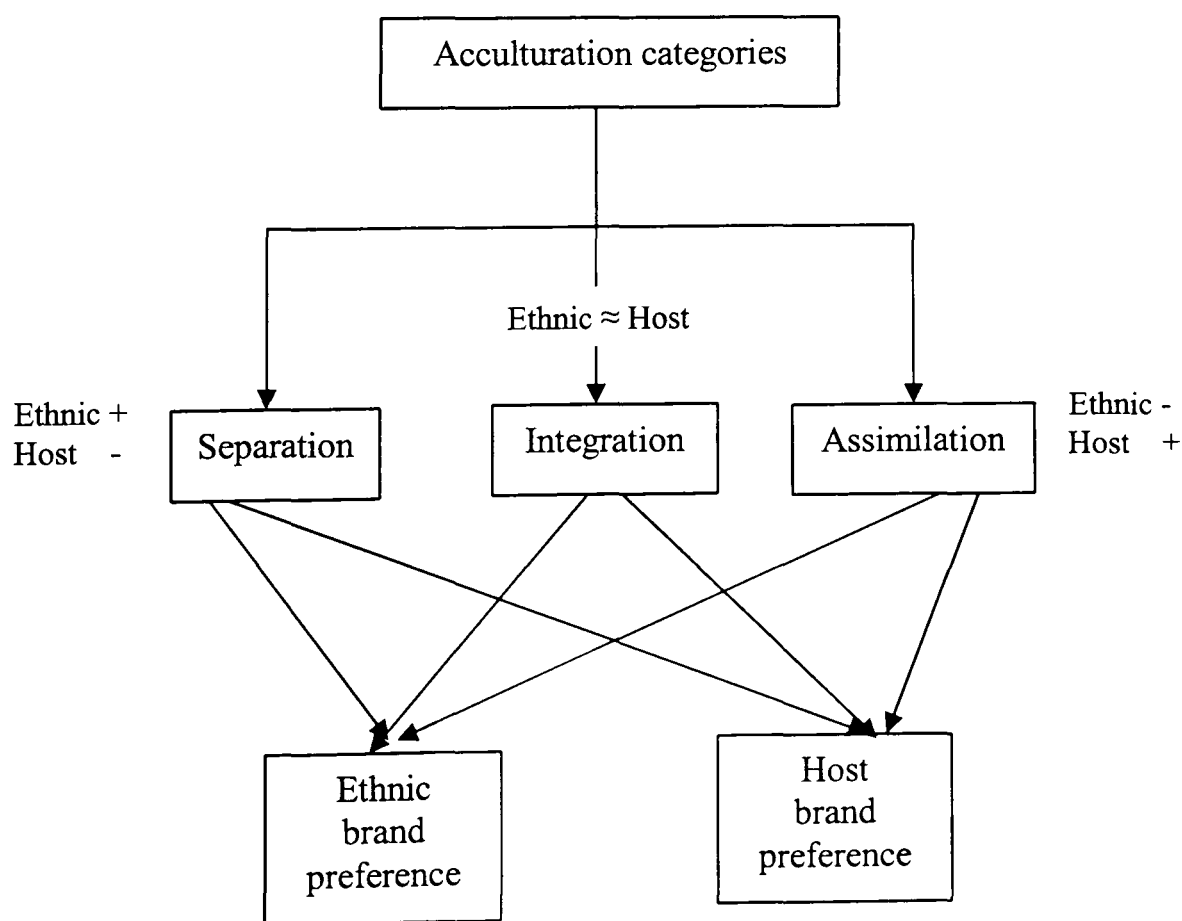 Acculturation categories
Ethnic ≈ Host
Ethnic +
Host -
Separation
Integration
Assimilation
Ethnic -
Host +
Ethnic
brand
preference
Host
brand
preference